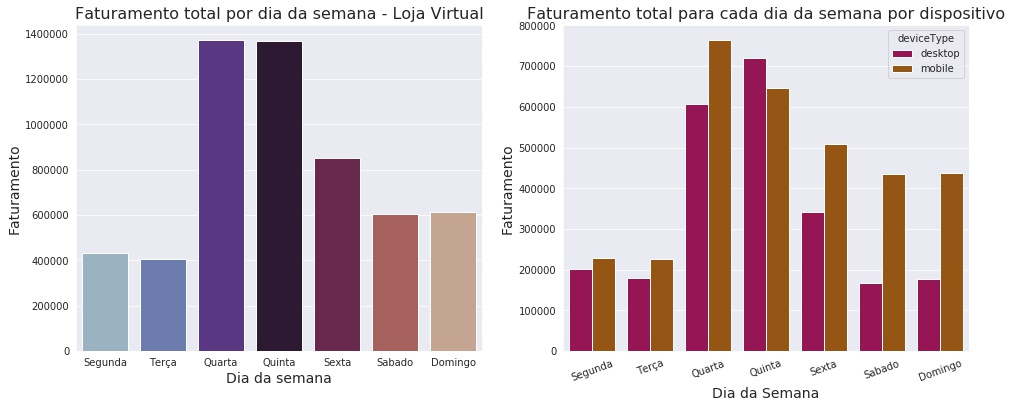 Faturamento total por dia da semana - Loja Virtual
Faturamento
1400000
1200000
1000000
800000
600000
400000
200000
0
Segunda Terça Quarta Quinta Sexta Sabado Domingo
Dia da semana
Faturamento total para cada dia da semana por dispositivo
deviceType
desktop
mobile
Faturamento
800000
700000
600000
500000
400000
300000
200000
100000
0
Segunda Terça Quarta Quinta Sexta Sabado Domingo
Dia da Semana